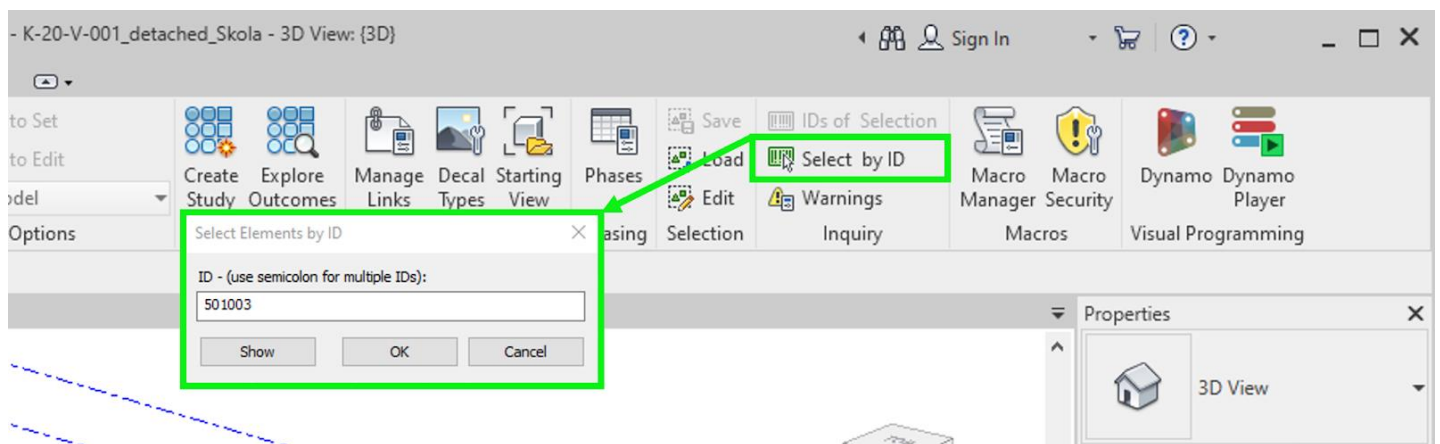 - K-20-V-001_detached_Skola - 3D View: {3D}
Sign In
to Set
to Edit
odel
Options
Create Study
Explore Outcomes
Manage Links
Decal Types
Starting View
Phases
asing
Save
Load
Edit
Selection
IDs of Selection
Select by ID
Warnings
Inquiry
Macro Manager
Macro Security
Macros
Dynamo
Dynamo Player
Visual Programming
Select Elements by ID
ID - (use semicolon for multiple IDs):
501003
Show
OK
Cancel
Properties
3D View